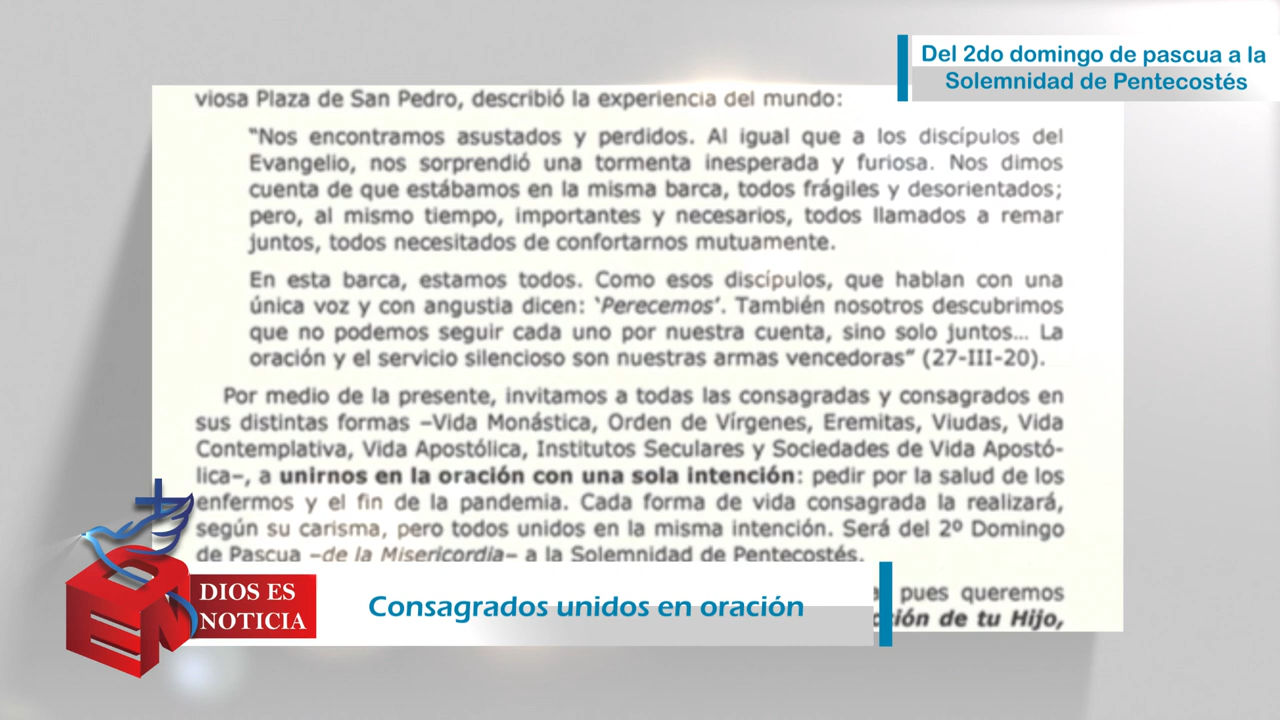 Del 2do domingo de pascua a la
Solemnidad de Pentecostés
viosa Plaza de San Pedro, describió la experiencia del mundo:
“Nos encontramos asustados y perdidos. Al igual que a los discípulos del
Evangelio, nos sorprendió una tormenta inesperada y furiosa. Nos dimos
cuenta de que estábamos en la misma barca, todos frágiles y desorientados;
pero, al mismo tiempo, importantes y necesarios, todos llamados a remar
juntos, todos necesitados de confortarnos mutuamente.
En esta barca, estamos todos. Como esos discípulos, que hablan con una
única voz y con angustia dicen: ‘Perecemos’. También nosotros descubrimos
que no podemos seguir cada uno por nuestra cuenta, sino solo juntos... La
oración y el servicio silencioso son nuestras armas vencedoras” (27-III-20).
Por medio de la presente, invitamos a todas las consagradas y consagrados en
sus distintas formas –Vida Monástica, Orden de Vírgenes, Eremitas, Viudas, Vida
Contemplativa, Vida Apostólica, Institutos Seculares y Sociedades de Vida Apostó-
lica–, a unirnos en la oración con una sola intención: pedir por la salud de los
enfermos y el fin de la pandemia. Cada forma de vida consagrada la realizará,
según su carisma, pero todos unidos en la misma intención. Será del 2º Domingo
de Pascua –de la Misericordia– a la Solemnidad de Pentecostés.
pues queremos
de tu Hijo,
DEN
DIOS ES
NOTICIA
Consagrados unidos en oración